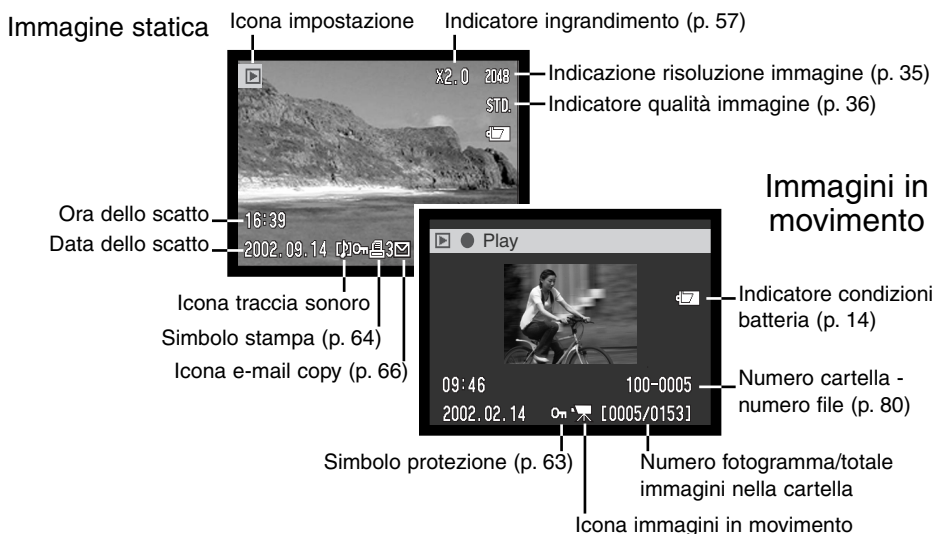 Immagine statica
Icona impostazione
Indicatore ingrandimento (p. 57)
X2.0 2048
Indicazione risoluzione immagine (p. 35)
STD.
Indicatore qualità immagine (p. 36)
Ora dello scatto
16:39
Data dello scatto
2002.09.14 3
Icona traccia sonoro
Simbolo stampa (p. 64)
Icona e-mail copy (p. 66)
Immagini in
movimento
Play
Indicatore condizioni
batteria (p. 14)
09:46 100-0005
Numero cartella -
numero file (p. 80)
2002.02.14 [0005/0153]
Simbolo protezione (p. 63)
Numero fotogramma/totale
immagini nella cartella
Icona immagini in movimento